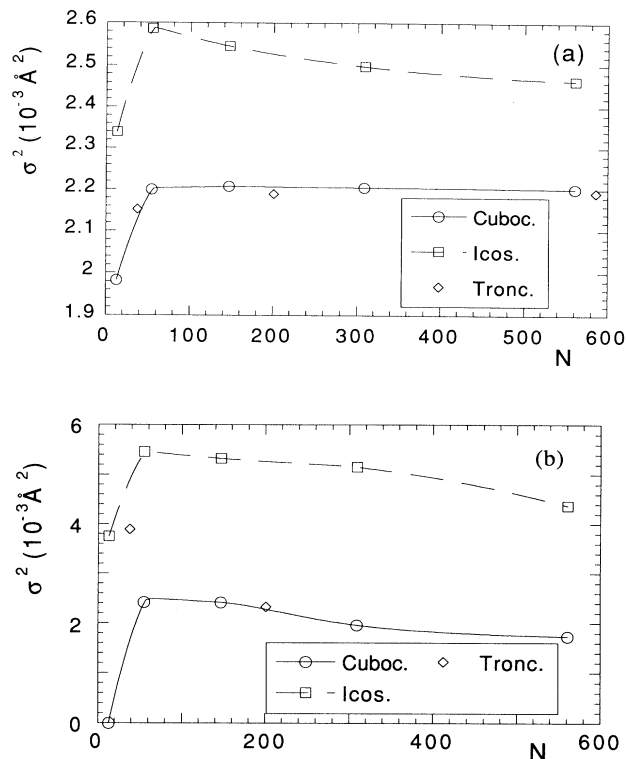 2.6
(a)
2.5
2.4
σ² (10⁻³ Å²)
2.3
2.2
2.1
Cuboc.
Icos.
2
Tronc.
1.9
0 100 200 300 400 500 600
N
6
(b)
σ² (10⁻³Å²)
4
2
Cuboc. Tronc.
Icos.
0
0 200 400 600
N